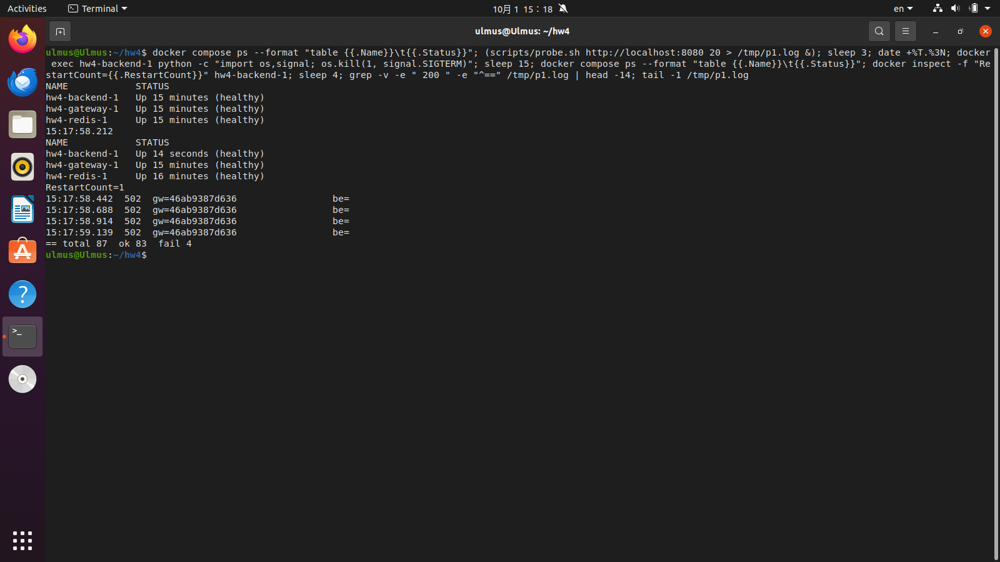 Activities
Terminal
10月 1 15：18
en
ulmus@Ulmus: ~/hw4
ulmus@Ulmus:~/hw4$ docker compose ps --format "table {{.Name}}\t{{.Status}}"; (scripts/probe.sh http://localhost:8080 20 > /tmp/p1.log &); sleep 3; date +%T.%3N; docker
exec hw4-backend-1 python -c "import os,signal; os.kill(1, signal.SIGTERM)"; sleep 15; docker compose ps --format "table {{.Name}}\t{{.Status}}"; docker inspect -f "Re
startCount={{.RestartCount}}" hw4-backend-1; sleep 4; grep -v -e " 200 " -e "^==" /tmp/p1.log | head -14; tail -1 /tmp/p1.log
NAME STATUS
hw4-backend-1 Up 15 minutes (healthy)
hw4-gateway-1 Up 15 minutes (healthy)
hw4-redis-1 Up 15 minutes (healthy)
15:17:58.212
NAME STATUS
hw4-backend-1 Up 14 seconds (healthy)
hw4-gateway-1 Up 15 minutes (healthy)
hw4-redis-1 Up 16 minutes (healthy)
RestartCount=1
15:17:58.442 502 gw=46ab9387d636 be=
15:17:58.688 502 gw=46ab9387d636 be=
15:17:58.914 502 gw=46ab9387d636 be=
15:17:59.139 502 gw=46ab9387d636 be=
== total 87 ok 83 fail 4
ulmus@Ulmus:~/hw4$